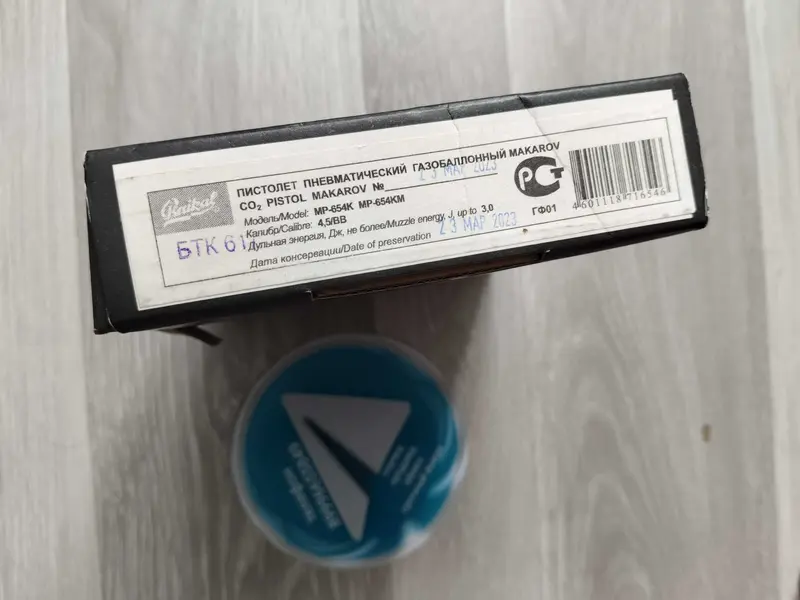 Baikal
ПИСТОЛЕТ ПНЕВМАТИЧЕСКИЙ ГАЗОБАЛЛОННЫЙ MAKAROV
CO₂ PISTOL MAKAROV № 23 МАР 2023
Модель/Model: MP-654K MP-654KM
Калибр/Calibre: 4,5/BB
Дульная энергия, Дж, не более/Muzzle energy, J, up to 3,0
Дата консервации/Date of preservation 23 МАР 2023
БТК 61
РСТ
ГФ01
4601118716546